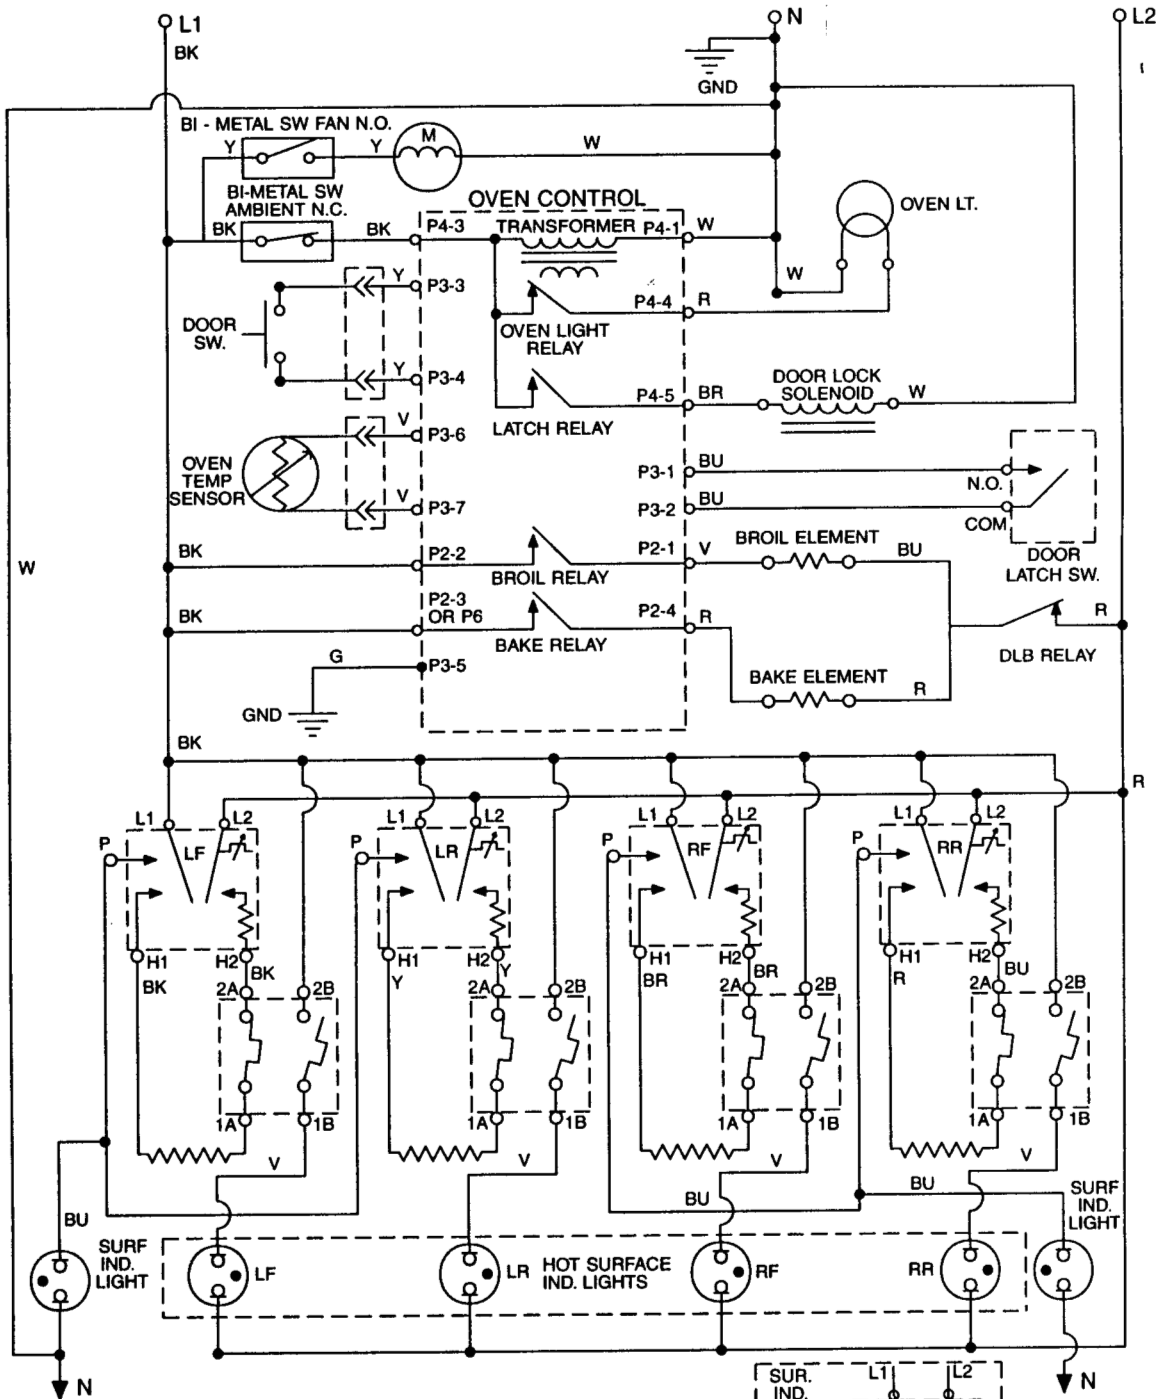 L1
N
L2
BK
GND
BI - METAL SW FAN N.O.
Y
Y
M
W
BI-METAL SW
AMBIENT N.C.
BK
BK
OVEN CONTROL
P4-3
TRANSFORMER
P4-1
W
OVEN LT.
W
Y
P3-3
P4-4
R
DOOR
SW.
OVEN LIGHT
RELAY
Y
P3-4
P4-5
BR
DOOR LOCK
SOLENOID
W
LATCH RELAY
V
P3-6
OVEN
TEMP
SENSOR
P3-1
BU
N.O.
V
P3-7
P3-2
BU
COM
DOOR
LATCH SW.
W
BK
P2-2
BROIL RELAY
P2-1
V
BROIL ELEMENT
BU
BK
P2-3
OR P6
BAKE RELAY
P2-4
R
R
DLB RELAY
G
P3-5
BAKE ELEMENT
R
GND
BK
R
L1
L2
L1
L2
L1
L2
L1
L2
P
LF
P
LR
P
RF
P
RR
H1
H2
H1
H2
H1
H2
H1
H2
BK
BK
Y
Y
BR
BR
R
BU
2A
2B
2A
2B
2A
2B
2A
2B
1A
1B
1A
1B
1A
1B
1A
1B
V
V
V
BU
BU
BU
SURF
IND.
LIGHT
SURF
IND.
LIGHT
LF
LR
HOT SURFACE
IND. LIGHTS
RF
RR
N
N
SUR.
IND.
L1
L2